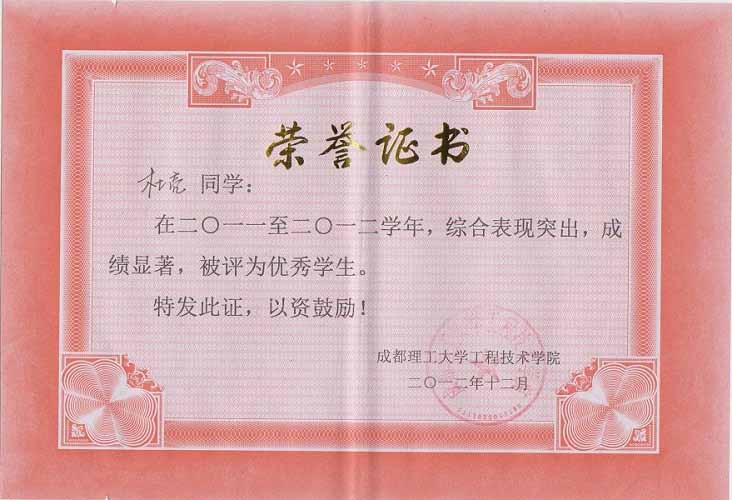 荣誉证书
杜亮 同学：
在二〇一一至二〇一二学年，综合表现突出，成
绩显著，被评为优秀学生。
特发此证，以资鼓励！
成都理工大学工程技术学院
二〇一二年十二月